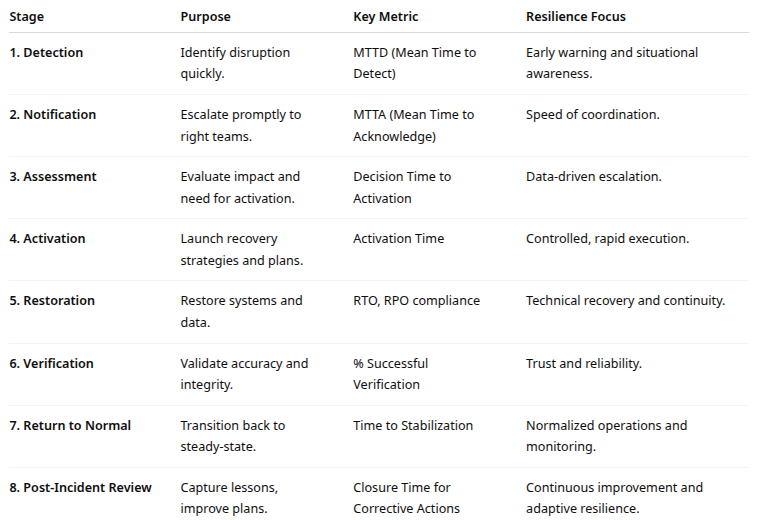 Stage Purpose Key Metric Resilience Focus
1. Detection Identify disruption quickly. MTTD (Mean Time to Detect) Early warning and situational awareness.
2. Notification Escalate promptly to right teams. MTTA (Mean Time to Acknowledge) Speed of coordination.
3. Assessment Evaluate impact and need for activation. Decision Time to Activation Data-driven escalation.
4. Activation Launch recovery strategies and plans. Activation Time Controlled, rapid execution.
5. Restoration Restore systems and data. RTO, RPO compliance Technical recovery and continuity.
6. Verification Validate accuracy and integrity. % Successful Verification Trust and reliability.
7. Return to Normal Transition back to steady-state. Time to Stabilization Normalized operations and monitoring.
8. Post-Incident Review Capture lessons, improve plans. Closure Time for Corrective Actions Continuous improvement and adaptive resilience.